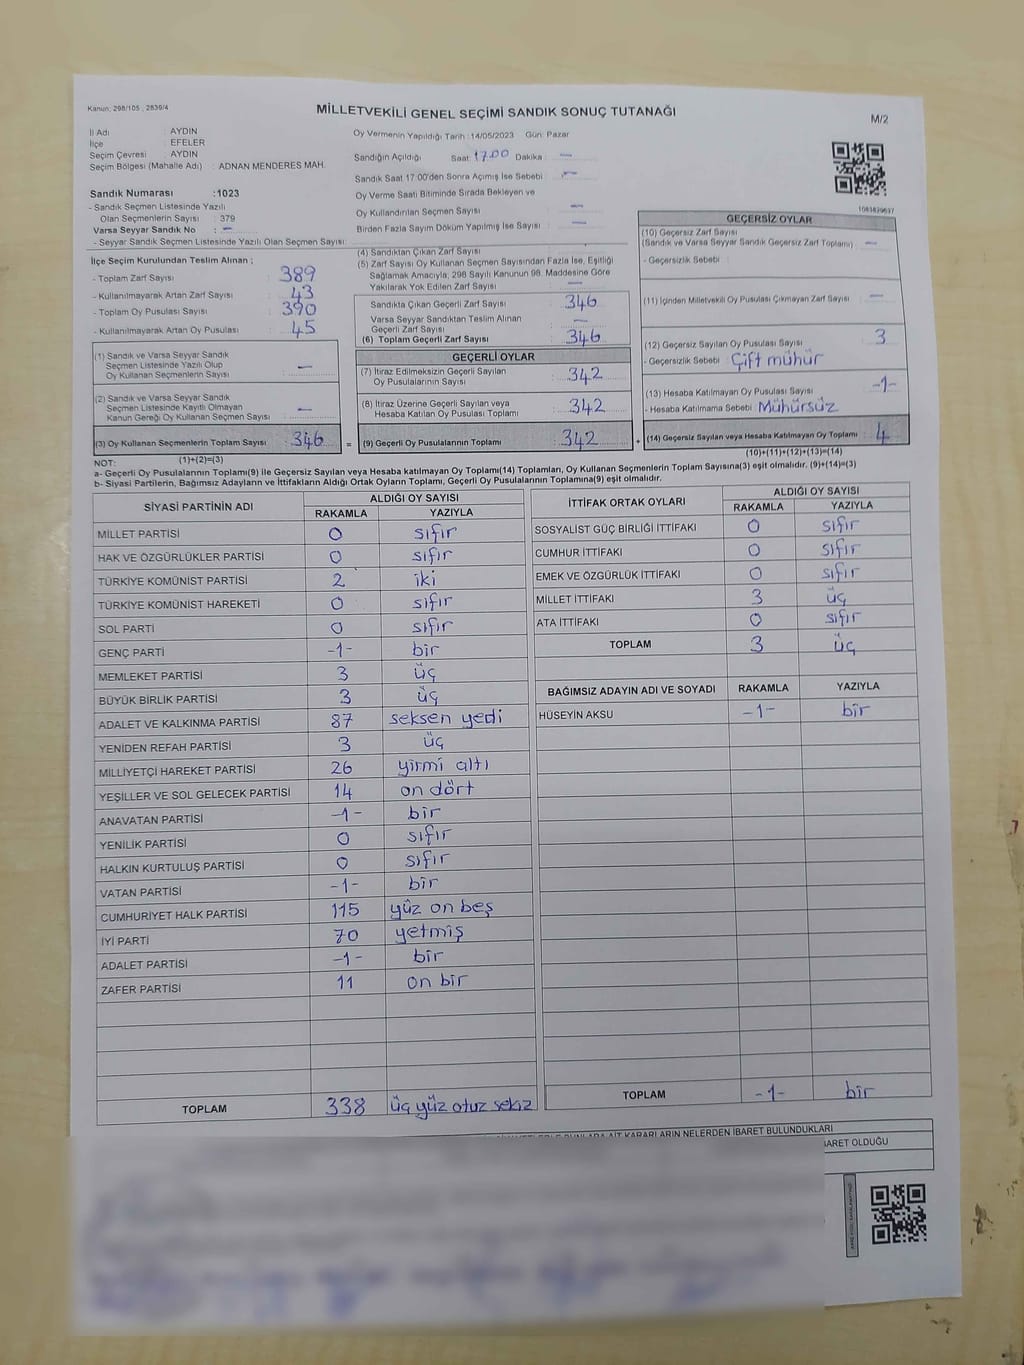 Kanun: 298/105 , 2839/4
MİLLETVEKİLİ GENEL SEÇİMİ SANDIK SONUÇ TUTANAĞI
M/2
İl Adı : AYDIN
İlçe : EFELER
Seçim Çevresi : AYDIN
Seçim Bölgesi (Mahalle Adı) : ADNAN MENDERES MAH.
Oy Vermenin Yapıldığı Tarih :14/05/2023 Gün: Pazar
Sandığın Açıldığı Saat: 17.00 Dakika : —
Sandık Saat 17:00'den Sonra Açımış İse Sebebi : —
Oy Verme Saati Bitiminde Sırada Bekleyen ve
Oy Kullandırılan Seçmen Sayısı : —
Birden Fazla Sayım Döküm Yapılmış İse Sayısı : —
Sandık Numarası :1023
- Sandık Seçmen Listesinde Yazılı
Olan Seçmenlerin Sayısı : 379
Varsa Seyyar Sandık No : —
- Seyyar Sandık Seçmen Listesinde Yazılı Olan Seçmen Sayısı:
İlçe Seçim Kurulundan Teslim Alınan ;
- Toplam Zarf Sayısı : 389
- Kullanılmayarak Artan Zarf Sayısı : 43
- Toplam Oy Pusulası Sayısı : 390
- Kullanılmayarak Artan Oy Pusulası : 45
(1) Sandık ve Varsa Seyyar Sandık
Seçmen Listesinde Yazılı Olup
Oy Kullanan Seçmenlerin Sayısı : —
(2) Sandık ve Varsa Seyyar Sandık
Seçmen Listesinde Kayıtlı Olmayan
Kanun Gereği Oy Kullanan Seçmen Sayısı : —
(3) Oy Kullanan Seçmenlerin Toplam Sayısı : 346
(1)+(2)=(3)
(4) Sandıktan Çıkan Zarf Sayısı
(5) Zarf Sayısı Oy Kullanan Seçmen Sayısından Fazla İse, Eşitliği
Sağlamak Amacıyla, 298 Sayılı Kanunun 98. Maddesine Göre
Yakılarak Yok Edilen Zarf Sayısı : —
Sandıkta Çıkan Geçerli Zarf Sayısı : 346
Varsa Seyyar Sandıktan Teslim Alınan
Geçerli Zarf Sayısı : —
(6) Toplam Geçerli Zarf Sayısı : 346
GEÇERLİ OYLAR
(7) İtiraz Edilmeksizin Geçerli Sayılan
Oy Pusulalarının Sayısı : 342
(8) İtiraz Üzerine Geçerli Sayılan veya
Hesaba Katılan Oy Pusulası Toplamı : 342
= (9) Geçerli Oy Pusulalarının Toplamı : 342 +
1083829637
GEÇERSİZ OYLAR
(10) Geçersiz Zarf Sayısı
(Sandık ve Varsa Seyyar Sandık Geçersiz Zarf Toplamı) : —
- Geçersizlik Sebebi :
(11) İçinden Milletvekili Oy Pusulası Çıkmayan Zarf Sayısı : —
(12) Geçersiz Sayılan Oy Pusulası Sayısı : 3
- Geçersizlik Sebebi : Çift mühür
(13) Hesaba Katılmayan Oy Pusulası Sayısı : -1-
- Hesaba Katılmama Sebebi : Mühürsüz
(14) Geçersiz Sayılan veya Hesaba Katılmayan Oy Toplamı : 4
(10)+(11)+(12)+(13)=(14)
NOT:
a- Geçerli Oy Pusulalarının Toplamı(9) ile Geçersiz Sayılan veya Hesaba katılmayan Oy Toplamı(14) Toplamları, Oy Kullanan Seçmenlerin Toplam Sayısına(3) eşit olmalıdır. (9)+(14)=(3)
b- Siyasi Partilerin, Bağımsız Adayların ve İttifakların Aldığı Ortak Oyların Toplamı, Geçerli Oy Pusulalarının Toplamına(9) eşit olmalıdır.
SİYASİ PARTİNİN ADI ALDIĞI OY SAYISI
RAKAMLA YAZIYLA
MİLLET PARTİSİ 0 sıfır
HAK VE ÖZGÜRLÜKLER PARTİSİ 0 sıfır
TÜRKİYE KOMÜNİST PARTİSİ 2 iki
TÜRKİYE KOMÜNİST HAREKETİ 0 sıfır
SOL PARTİ 0 sıfır
GENÇ PARTİ -1- bir
MEMLEKET PARTİSİ 3 üç
BÜYÜK BİRLİK PARTİSİ 3 üç
ADALET VE KALKINMA PARTİSİ 87 seksen yedi
YENİDEN REFAH PARTİSİ 3 üç
MİLLİYETÇİ HAREKET PARTİSİ 26 yirmi altı
YEŞİLLER VE SOL GELECEK PARTİSİ 14 on dört
ANAVATAN PARTİSİ -1- bir
YENİLİK PARTİSİ 0 sıfır
HALKIN KURTULUŞ PARTİSİ 0 sıfır
VATAN PARTİSİ -1- bir
CUMHURİYET HALK PARTİSİ 115 yüz on beş
İYİ PARTİ 70 yetmiş
ADALET PARTİSİ -1- bir
ZAFER PARTİSİ 11 on bir
TOPLAM 338 üç yüz otuz sekiz
İTTİFAK ORTAK OYLARI ALDIĞI OY SAYISI
RAKAMLA YAZIYLA
SOSYALİST GÜÇ BİRLİĞİ İTTİFAKI 0 sıfır
CUMHUR İTTİFAKI 0 sıfır
EMEK VE ÖZGÜRLÜK İTTİFAKI 0 sıfır
MİLLET İTTİFAKI 3 üç
ATA İTTİFAKI 0 sıfır
TOPLAM 3 üç
BAĞIMSIZ ADAYIN ADI VE SOYADI RAKAMLA YAZIYLA
HÜSEYİN AKSU -1- bir
TOPLAM -1- bir
KARARLARIN NELERDEN İBARET BULUNDUKLARI
OLDUĞU